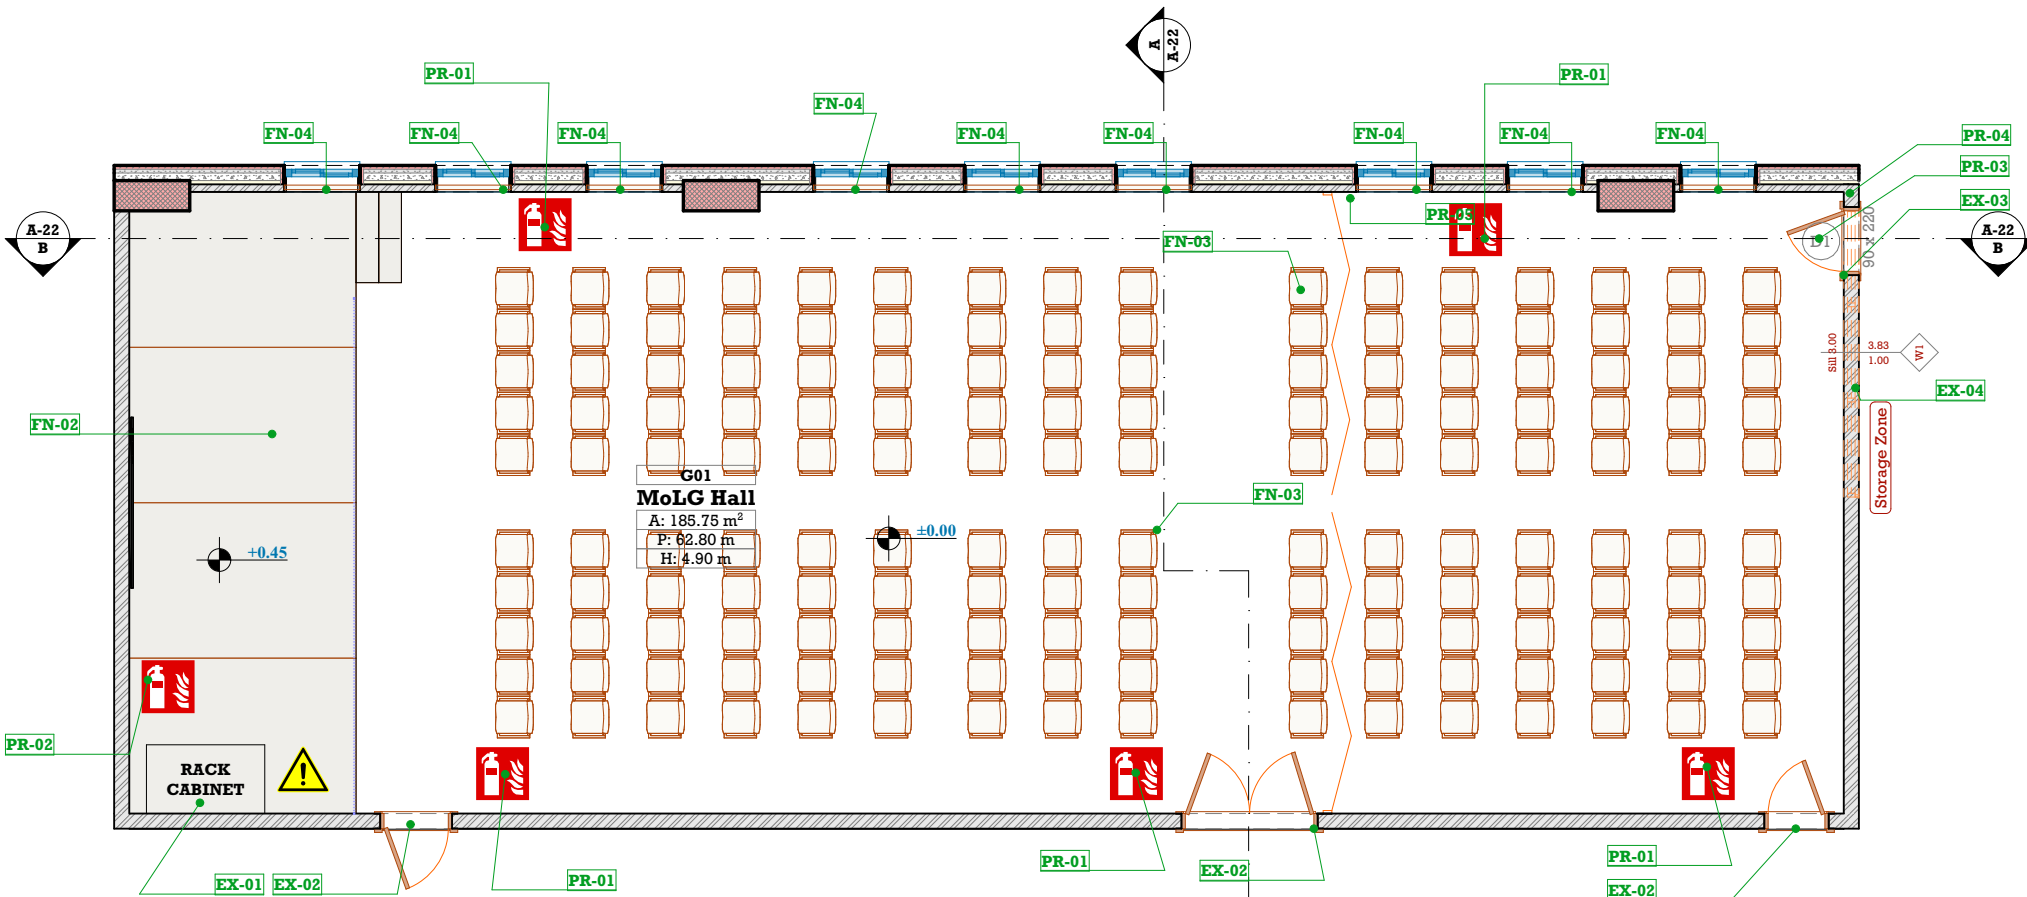 A
A-22
PR-01
PR-01
FN-04
FN-04
FN-04
FN-04
FN-04
FN-04
FN-04
FN-04
FN-04
PR-04
PR-03
EX-03
A-22
B
A-22
B
PR-05
FN-03
D1
90 x 220
Sill 3.00
3.83
1.00
W1
EX-04
Storage Zone
FN-02
G01
MoLG Hall
A: 185.75 m²
P: 62.80 m
H: 4.90 m
FN-03
±0.00
+0.45
PR-02
RACK
CABINET
EX-01
EX-02
PR-01
PR-01
EX-02
PR-01
EX-02